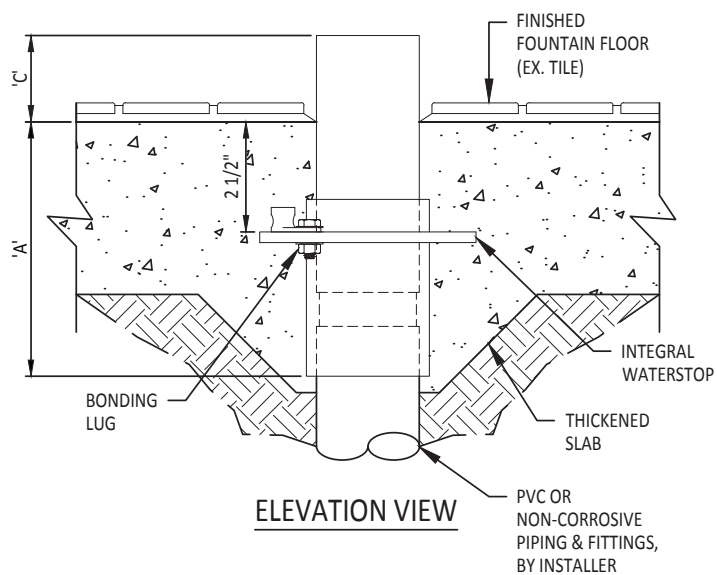 'C'
FINISHED
FOUNTAIN FLOOR
(EX. TILE)
2 1/2"
'A'
BONDING
LUG
INTEGRAL
WATERSTOP
THICKENED
SLAB
ELEVATION VIEW
PVC OR
NON-CORROSIVE
PIPING & FITTINGS,
BY INSTALLER